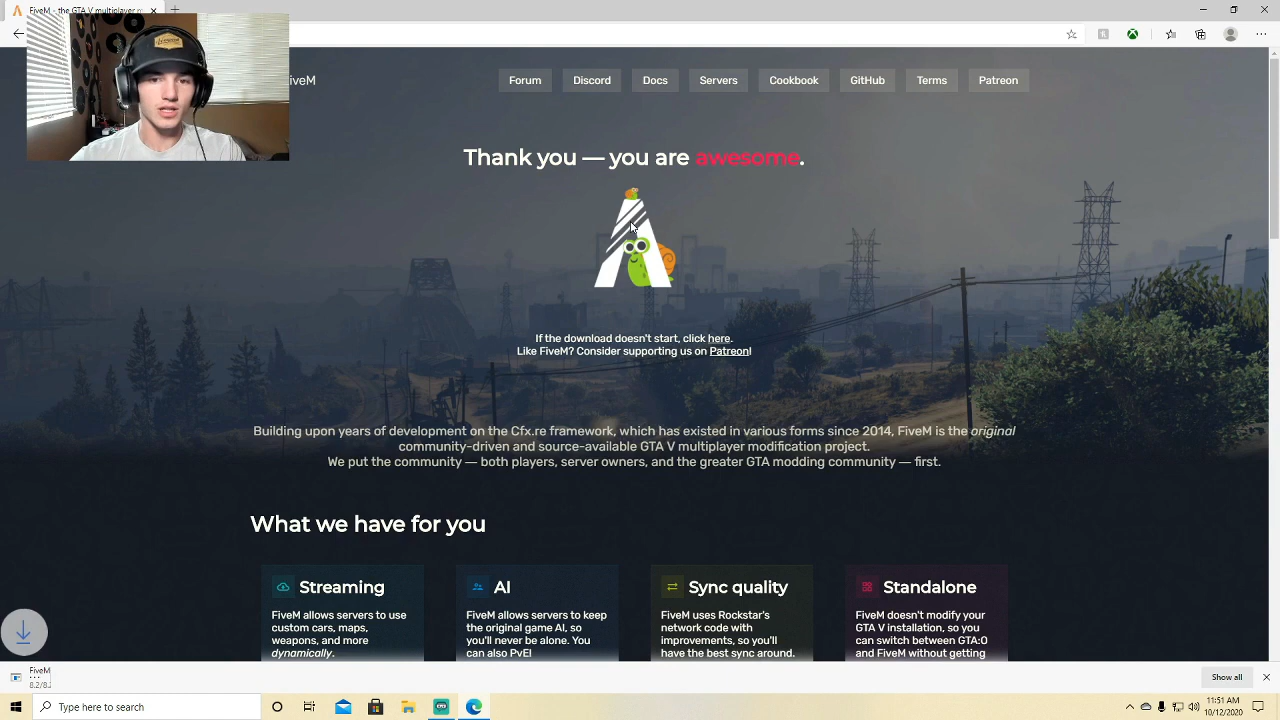 FiveM - the GTA V multiplayer m
iveM
Forum
Discord
Docs
Servers
Cookbook
GitHub
Terms
Patreon
Thank you — you are awesome.
If the download doesn't start, click here.
Like FiveM? Consider supporting us on Patreon!
Building upon years of development on the Cfx.re framework, which has existed in various forms since 2014, FiveM is the original
community-driven and source-available GTA V multiplayer modification project.
We put the community — both players, server owners, and the greater GTA modding community — first.
What we have for you
Streaming
FiveM allows servers to use
custom cars, maps,
weapons, and more
dynamically.
AI
FiveM allows servers to keep
the original game AI, so
you'll never be alone. You
can also PvE!
Sync quality
FiveM uses Rockstar's
network code with
improvements, so you'll
have the best sync around.
Standalone
FiveM doesn't modify your
GTA V installation, so you
can switch between GTA:O
and FiveM without getting
FiveM
8.2/8.
Show all
Type here to search
11:51 AM
10/12/2020